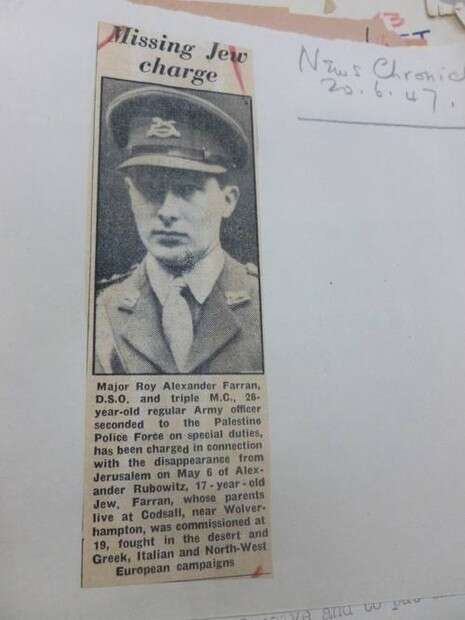 Missing Jew
charge
News Chronicl
20.6.47.
Major Roy Alexander Farran,
D.S.O. and triple M.C., 26-
year-old regular Army officer
seconded to the Palestine
Police Force on special duties,
has been charged in connection
with the disappearance from
Jerusalem on May 6 of Alex-
ander Rubowitz, 17-year-old
Jew. Farran, whose parents
live at Codsall, near Wolver-
hampton, was commissioned at
19, fought in the desert and
Greek, Italian and North-West
European campaigns
and to